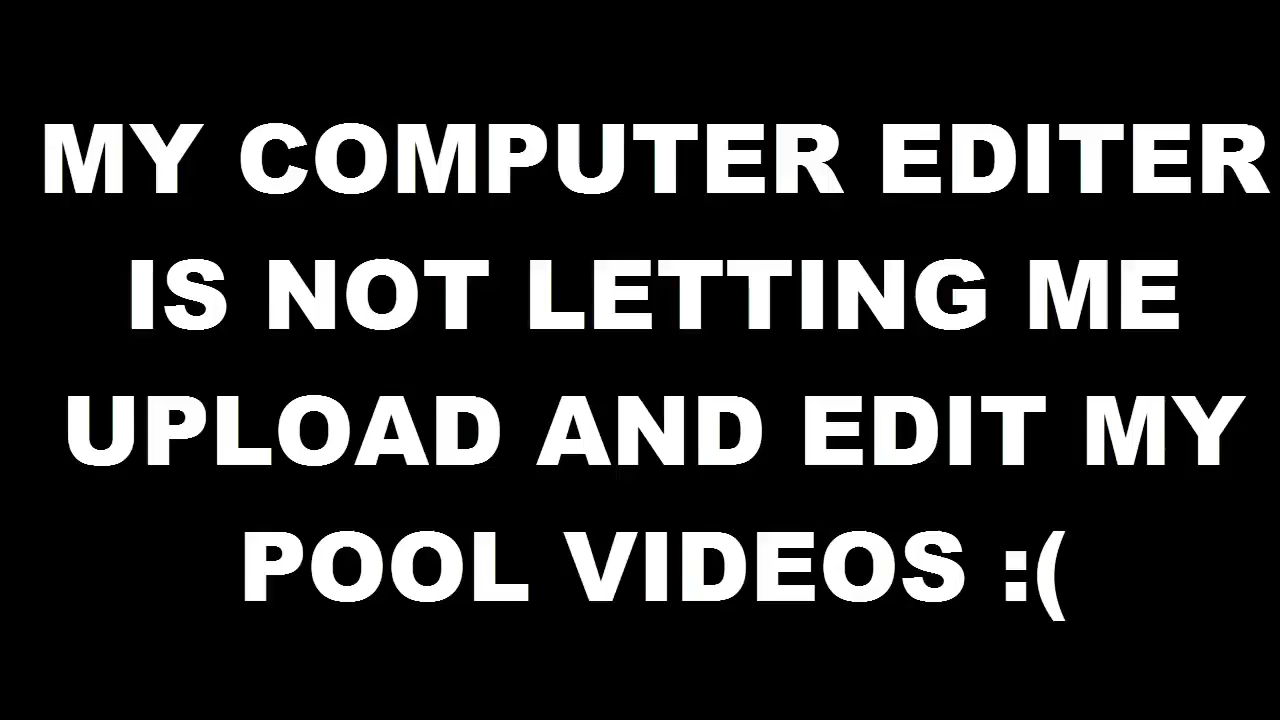 MY COMPUTER EDITER
IS NOT LETTING ME
UPLOAD AND EDIT MY
POOL VIDEOS :(